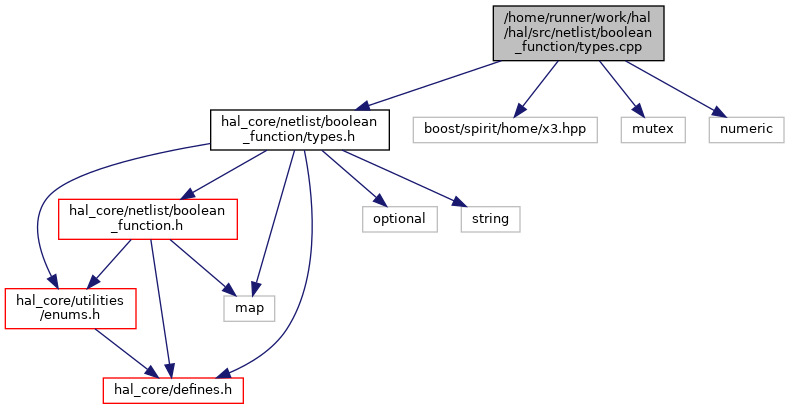 /home/runner/work/hal
/hal/src/netlist/boolean
_function/types.cpp
hal_core/netlist/boolean
_function/types.h
boost/spirit/home/x3.hpp
mutex
numeric
hal_core/netlist/boolean
_function.h
optional
string
hal_core/utilities
/enums.h
map
hal_core/defines.h